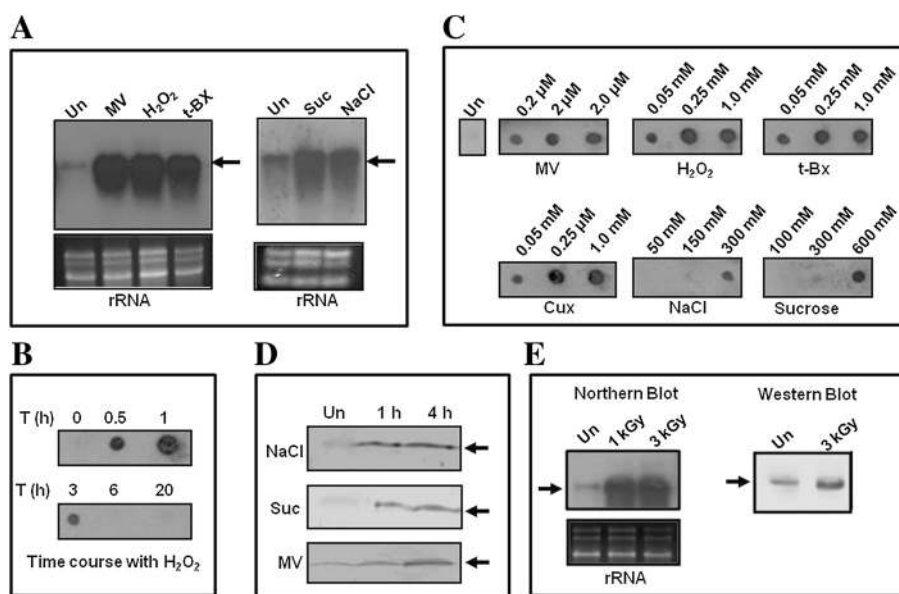 A
Un MV H₂O₂ t-BX
Un Suc NaCl
rRNA rRNA
B
T (h) 0 0.5 1
T (h) 3 6 20
Time course with H₂O₂
C
Un
0.2 µM 2 µM 2.0 µM
0.05 mM 0.25 mM 1.0 mM
0.05 mM 0.25 mM 1.0 mM
MV H₂O₂ t-Bx
0.05 mM 0.25 µM 1.0 mM
50 mM 150 mM 300 mM
100 mM 300 mM 600 mM
Cux NaCl Sucrose
D
Un 1 h 4 h
NaCl
Suc
MV
E
Northern Blot Western Blot
Un 1 kGy 3 kGy
Un 3 kGy
rRNA